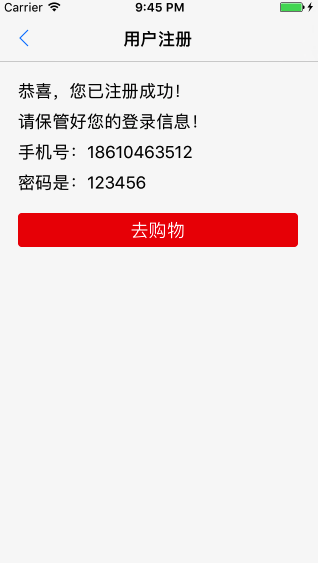 Carrier 9:45 PM
用户注册
恭喜，您已注册成功！
请保管好您的登录信息！
手机号：18610463512
密码是：123456
去购物